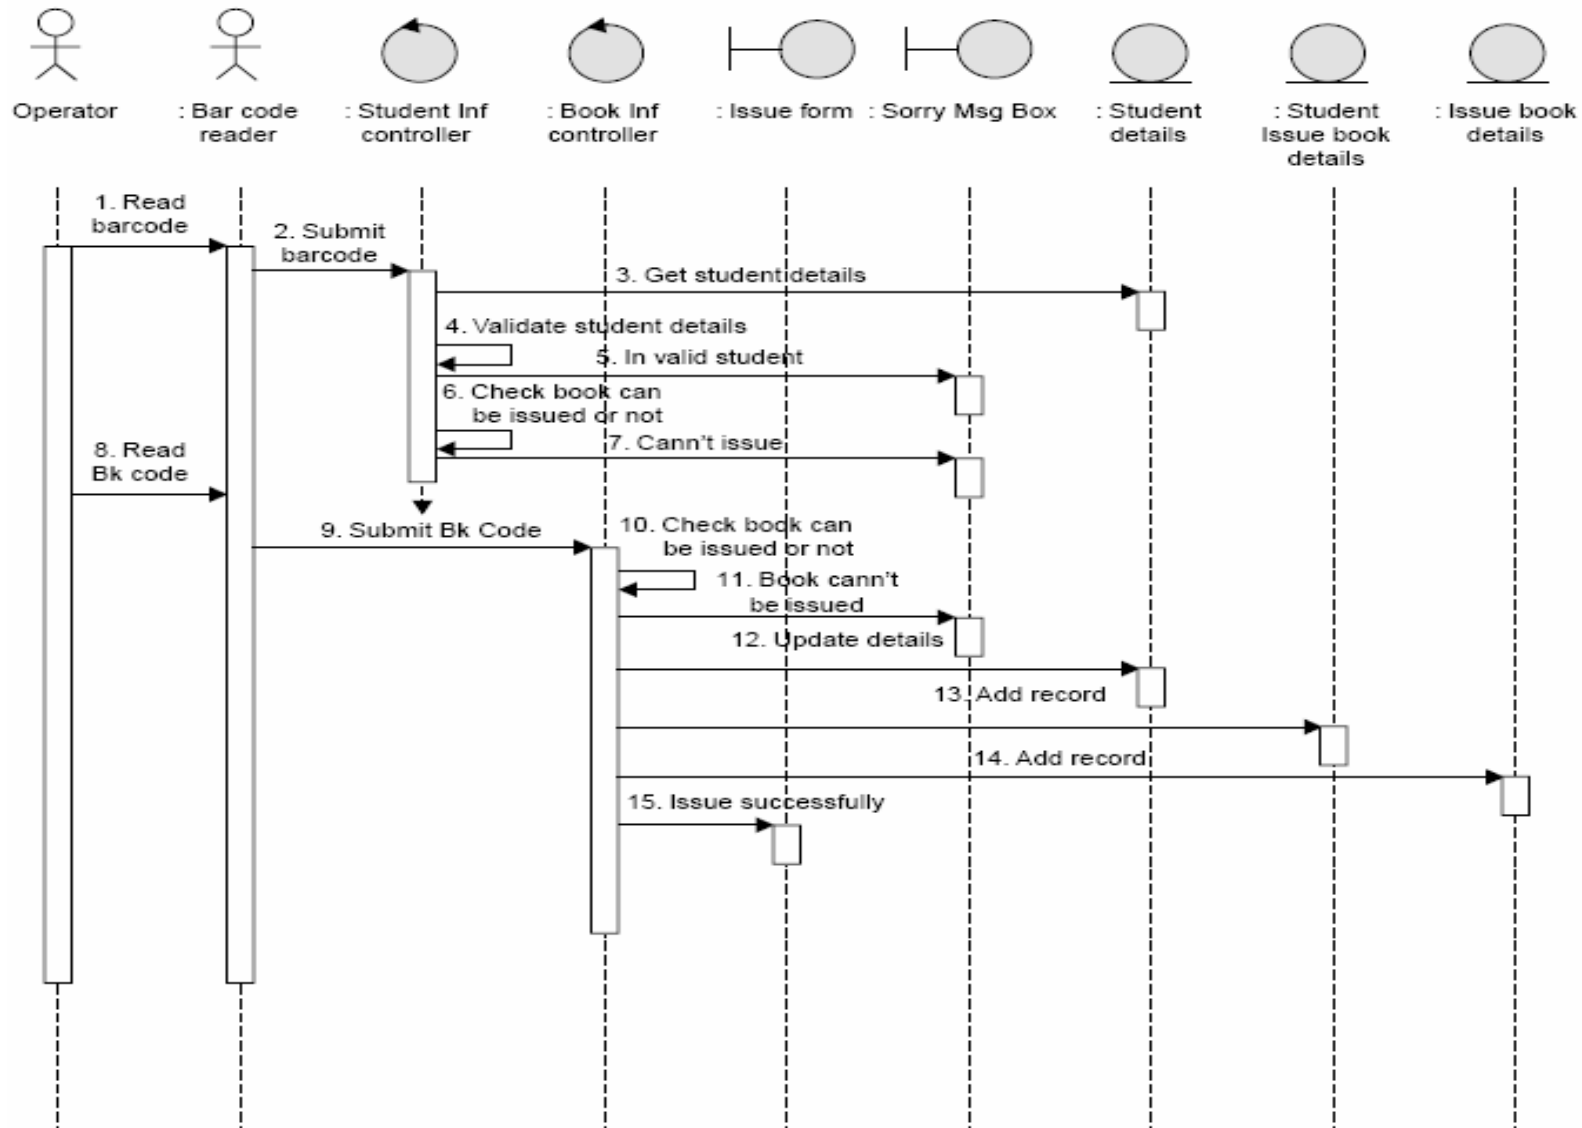 Operator
: Bar code
reader
: Student Inf
controller
: Book Inf
controller
: Issue form
: Sorry Msg Box
: Student
details
: Student
Issue book
details
: Issue book
details
1. Read
barcode
2. Submit
barcode
3. Get student details
4. Validate student details
5. In valid student
6. Check book can
be issued or not
7. Cann't issue
8. Read
Bk code
9. Submit Bk Code
10. Check book can
be issued or not
11. Book cann't
be issued
12. Update details
13. Add record
14. Add record
15. Issue successfully